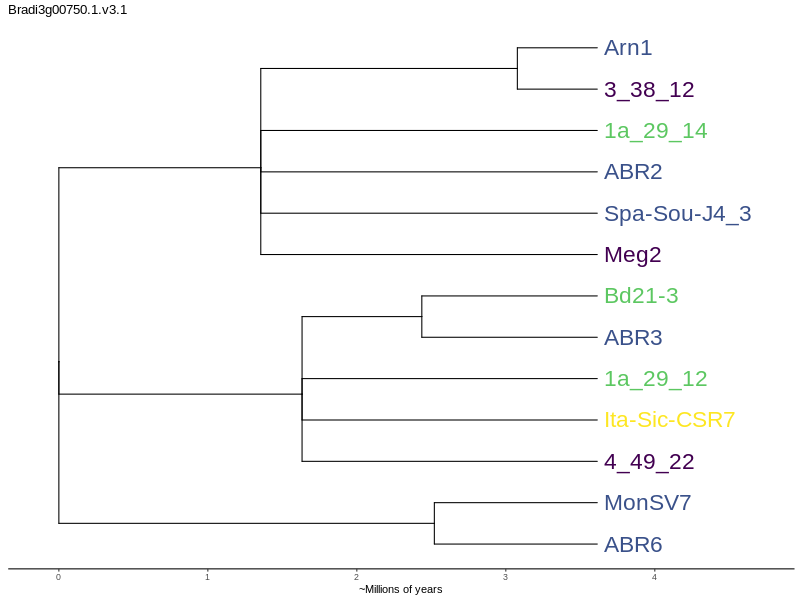 Bradi3g00750.1.v3.1
Arn1
3_38_12
1a_29_14
ABR2
Spa-Sou-J4_3
Meg2
Bd21-3
ABR3
1a_29_12
Ita-Sic-CSR7
4_49_22
MonSV7
ABR6
0 1 2 3 4
~Millions of years